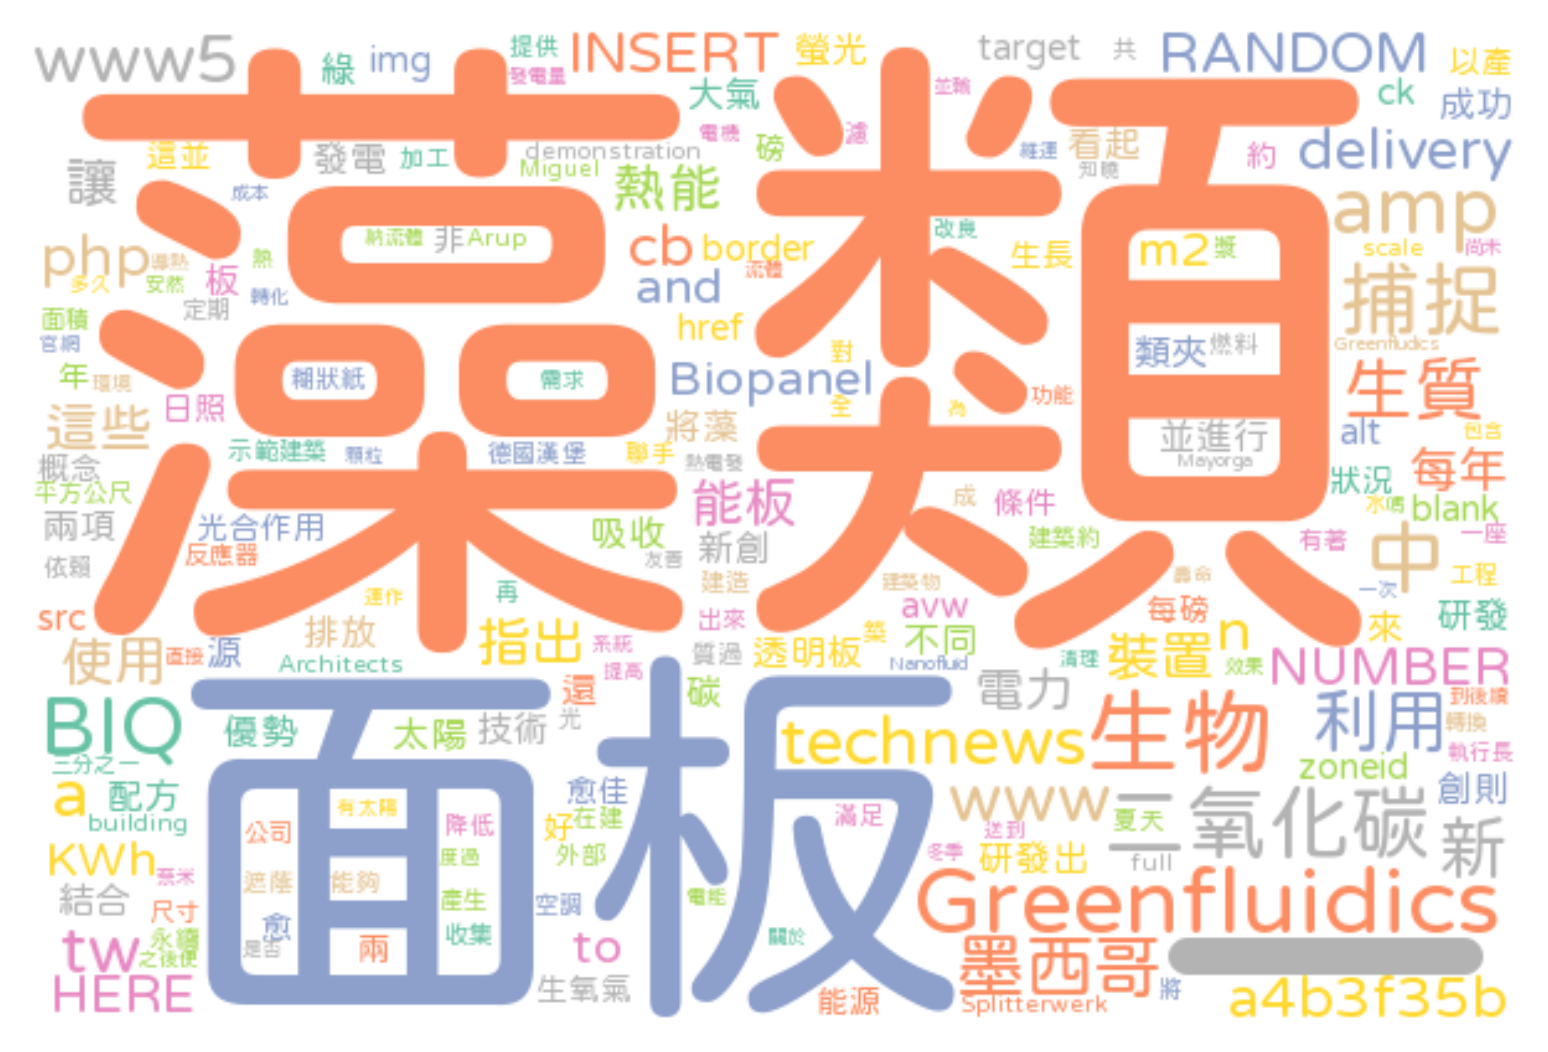 www5 綠 img 提供 INSERT 螢光 target 共 RANDOM 以產
發電量 大氣 並輸 ck 成功
藻類
讓 這並 發電 加工 demonstration 電機 磅 濾 維運 看起 約 delivery
成本 Miguel 熱能 知曉 amp
納流體 非 Arup cb border 改良 生長 m2 漿 scale 尚未
php 導熱 板 熱 流體 捕捉
多久 安然 轉化 and
定期 href
面積 Greenfludics
官網 對 類夾 燃料
年 環境 糊狀紙 需求 Biopanel 功能 生質
日照 全 為
這些 將藻 並進行 alt 包含
示範建築 顆粒 德國漢堡 聯手 熱電發 Mayorga 每年
概念 狀況
平方公尺 能板 成 條件 水晴 blank
兩項 光合作用 吸收 新創 建築約 有著 中 一座
反應器 友善
依賴 建造 建築物 壽命 工程
運作 再 一次
src 排放 指出 出來 avw 每磅 來 研發
使用 直接 源 系統 質過 透明板 築 不同 裝置 n
Architects 提高 Nanofluid 清理 效果 NUMBER
面板
BIQ 還 碳 電力 生物 利用 到後續
優勢 太陽 技術 光 technews 轉換
三分之一 執行長
a 配方 愈佳 www zoneid 創則
building 公司 有太陽 降低 好 在建 滿足 送到 夏天 二氧化碳 新
KWh 奈米 度過 外部 冬季 研發出 full
結合 遮蔭 能夠 產生 空調 電能 Greenfluidics
尺寸 愈
tw 永續 是否 兩 收集 to 關於 墨西哥
之後便
HERE 生氧氣 能源 Splitterwerk 將 a4b3f35b